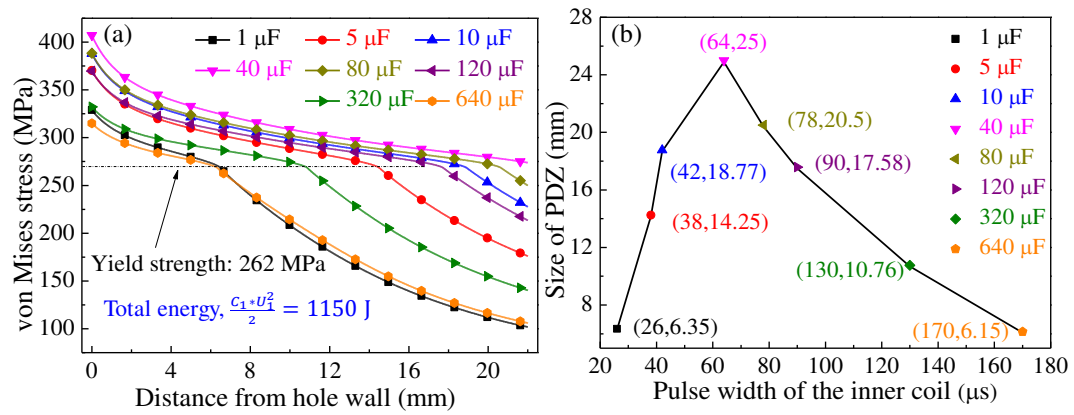 (a)
1 μF
5 μF
10 μF
40 μF
80 μF
120 μF
320 μF
640 μF
von Mises stress (MPa)
400
350
300
250
200
150
100
Yield strength: 262 MPa
Total energy, C₁*U₁²/2 = 1150 J
0
4
8
12
16
20
Distance from hole wall (mm)
(b)
Size of PDZ (mm)
28
24
20
16
12
8
(64,25)
(78,20.5)
(42,18.77)
(90,17.58)
(38,14.25)
(130,10.76)
(26,6.35)
(170,6.15)
1 μF
5 μF
10 μF
40 μF
80 μF
120 μF
320 μF
640 μF
20
40
60
80
100
120
140
160
180
Pulse width of the inner coil (μs)